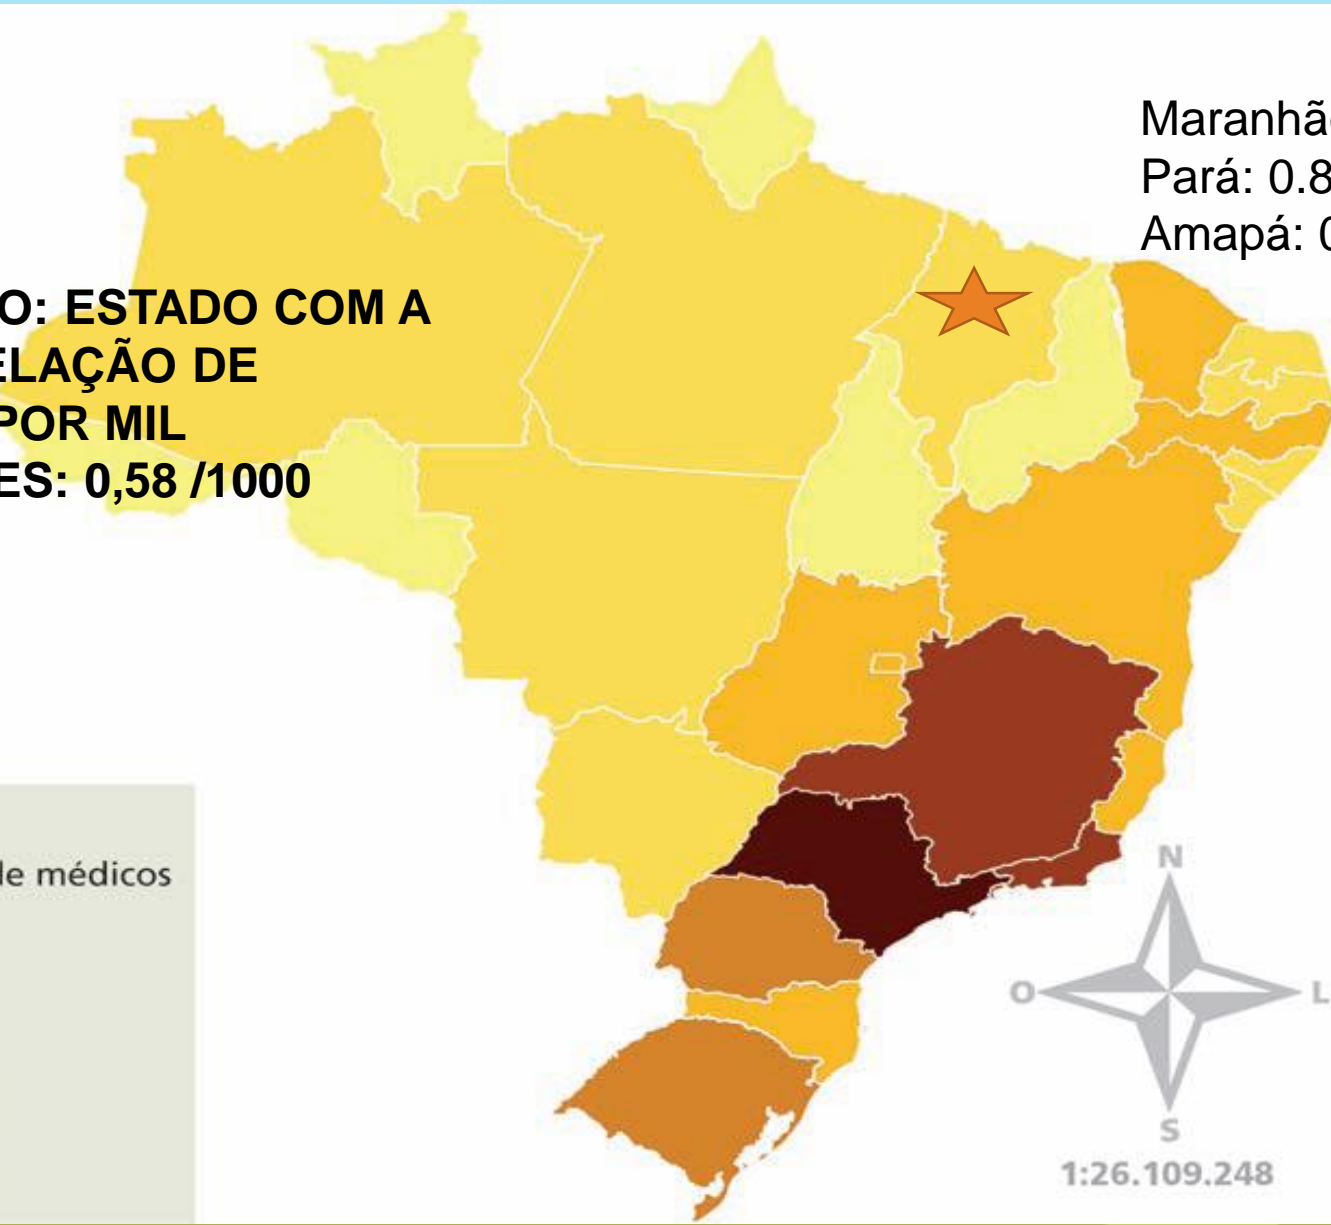 Maranhã
Pará: 0.8
Amapá: 0
O: ESTADO COM A
ELAÇÃO DE
POR MIL
ES: 0,58 /1000
de médicos
N
O
L
S
1:26.109.248